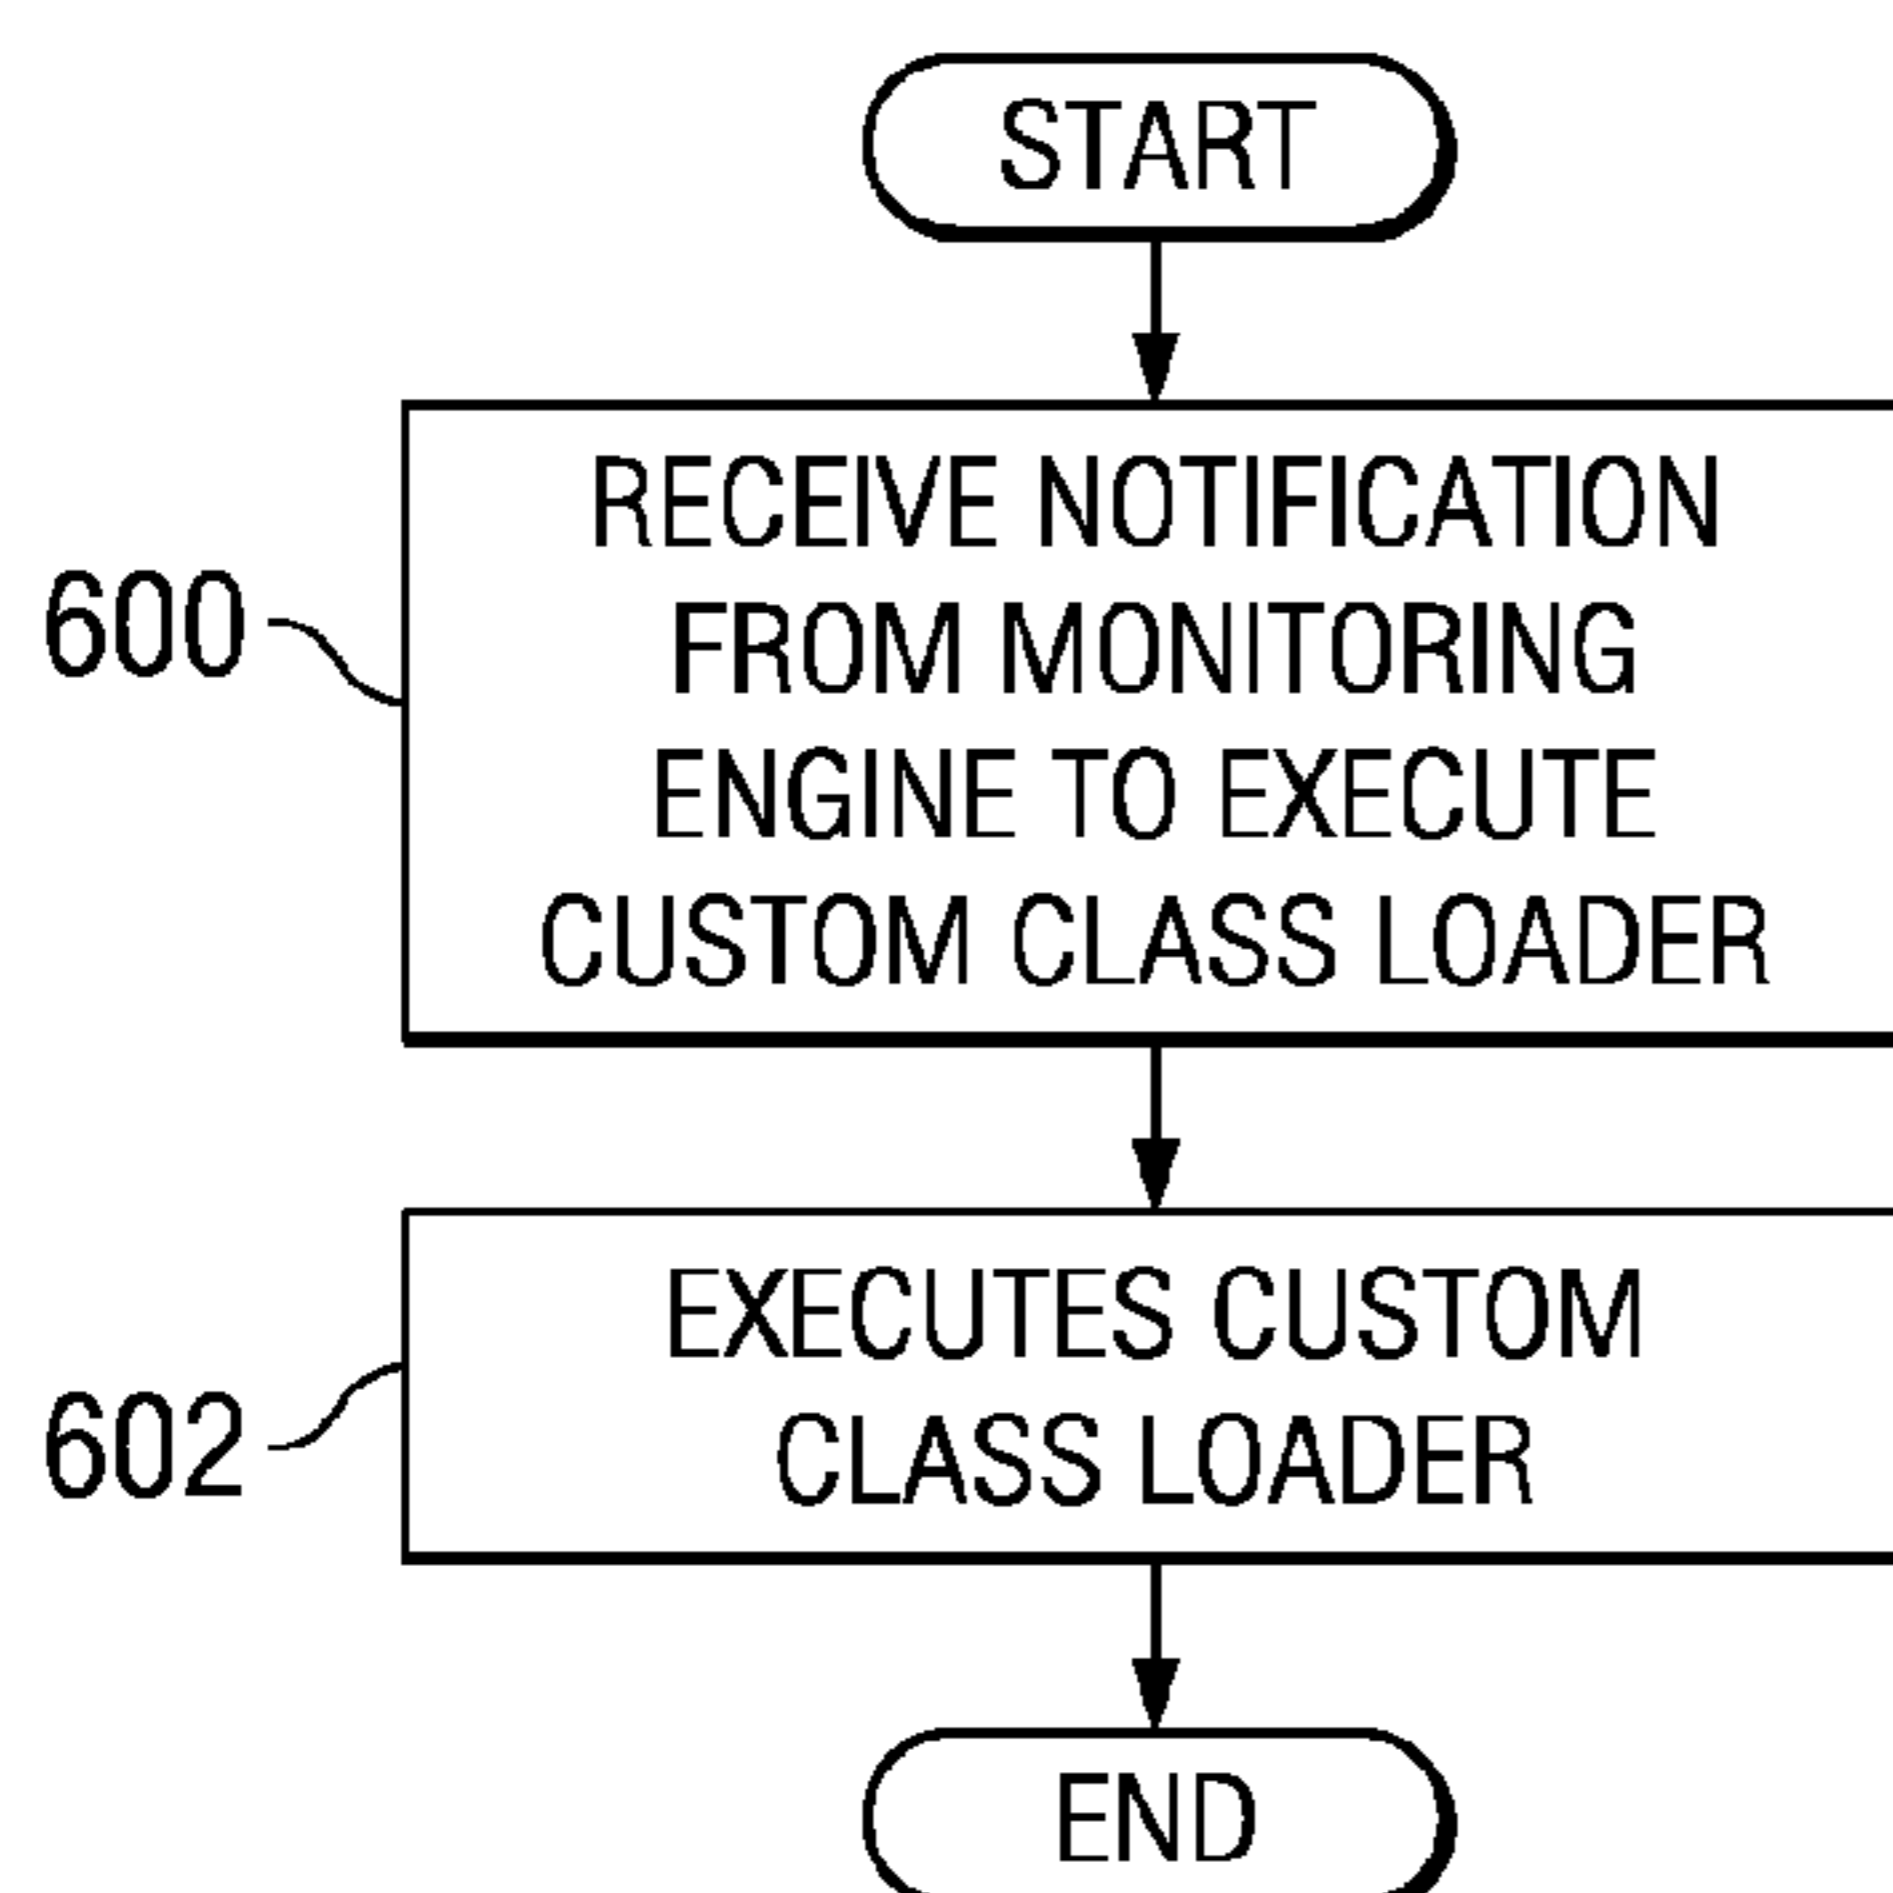 START
RECEIVE NOTIFICATION
FROM MONITORING
ENGINE TO EXECUTE
CUSTOM CLASS LOADER
600
EXECUTES CUSTOM
CLASS LOADER
602
END